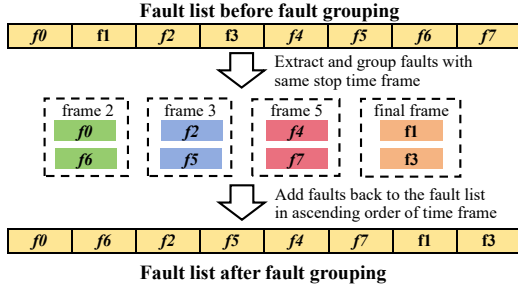 Fault list before fault grouping
f0 f1 f2 f3 f4 f5 f6 f7
Extract and group faults with
same stop time frame
frame 2 frame 3 frame 5 final frame
f0 f2 f4 f1
f6 f5 f7 f3
Add faults back to the fault list
in ascending order of time frame
f0 f6 f2 f5 f4 f7 f1 f3
Fault list after fault grouping